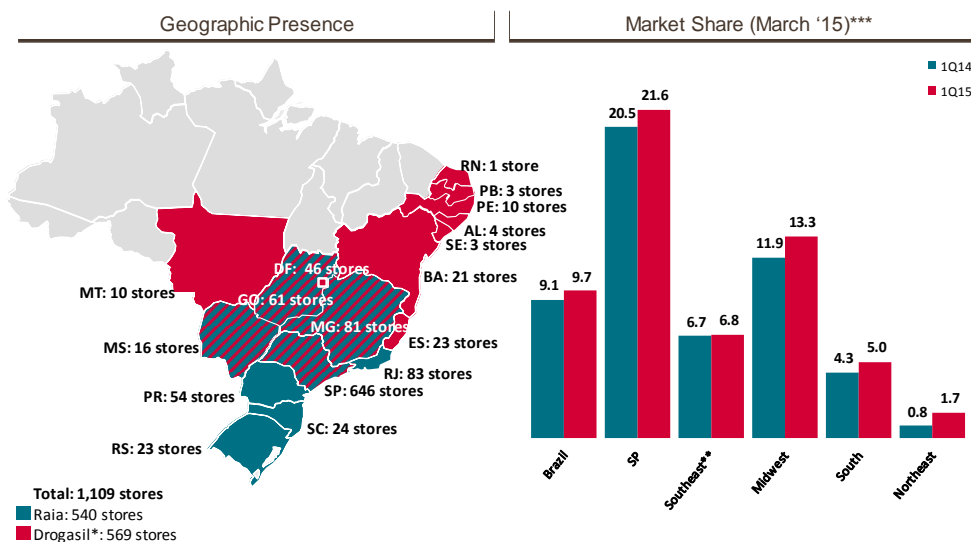 Geographic Presence
Market Share (March ‘15)***
RN: 1 store
PB: 3 stores
PE: 10 stores
AL: 4 stores
SE: 3 stores
DF: 46 stores
BA: 21 stores
MT: 10 stores
GO: 61 stores
MG: 81 stores
MS: 16 stores
ES: 23 stores
RJ: 83 stores
SP: 646 stores
PR: 54 stores
SC: 24 stores
RS: 23 stores
Total: 1,109 stores
Raia: 540 stores
Drogasil*: 569 stores
1Q14
1Q15
9.1
9.7
20.5
21.6
6.7
6.8
11.9
13.3
4.3
5.0
0.8
1.7
Brazil
SP
Southeast**
Midwest
South
Northeast